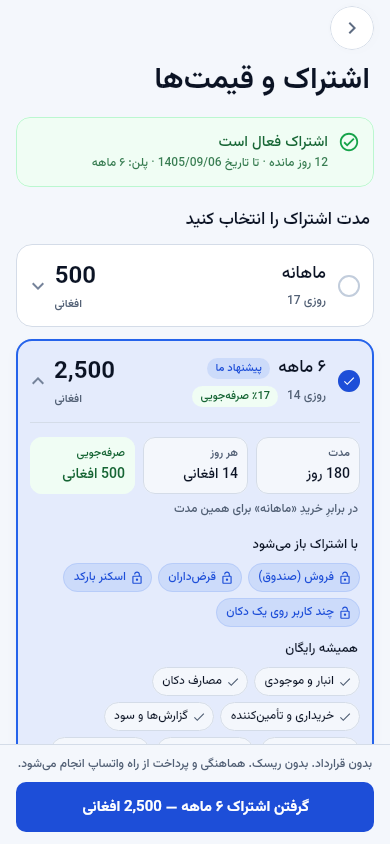 اشتراک و قیمت‌ها
اشتراک فعال است
12 روز مانده · تا تاریخ 1405/09/06 · پلن: ۶ ماهه
مدت اشتراک را انتخاب کنید
ماهانه
500
روزی 17
افغانی
۶ ماهه
پیشنهاد ما
2,500
روزی 14
17٪ صرفه‌جویی
افغانی
مدت
هر روز
صرفه‌جویی
180 روز
14 افغانی
500 افغانی
در برابرِ خریدِ «ماهانه» برای همین مدت
با اشتراک باز می‌شود
فروش (صندوق)
قرض‌داران
اسکنر بارکد
چند کاربر روی یک دکان
همیشه رایگان
انبار و موجودی
مصارف دکان
خریداری و تأمین‌کننده
گزارش‌ها و سود
بدون قرارداد. بدون ریسک. هماهنگی و پرداخت از راه واتساپ انجام می‌شود.
گرفتن اشتراک ۶ ماهه — 2,500 افغانی